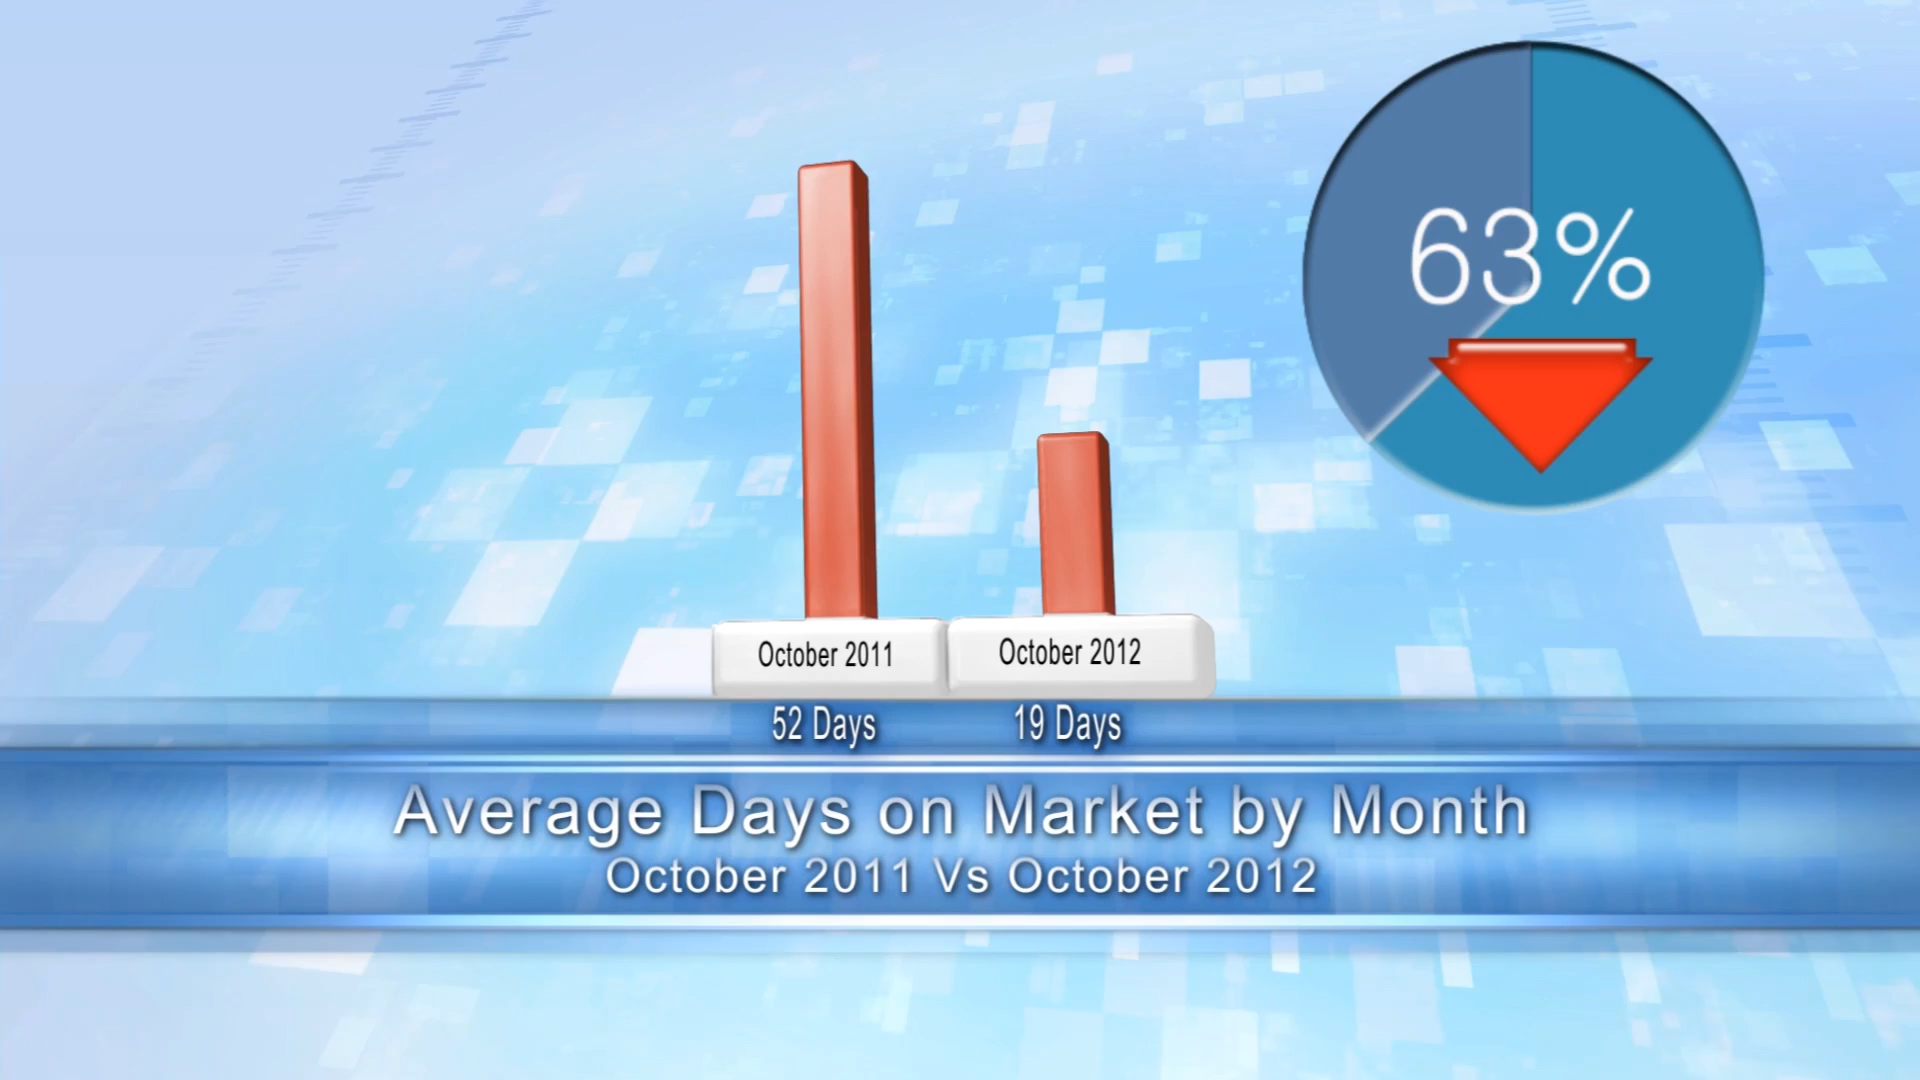 63%
October 2011
October 2012
52 Days
19 Days
Average Days on Market by Month
October 2011 Vs October 2012